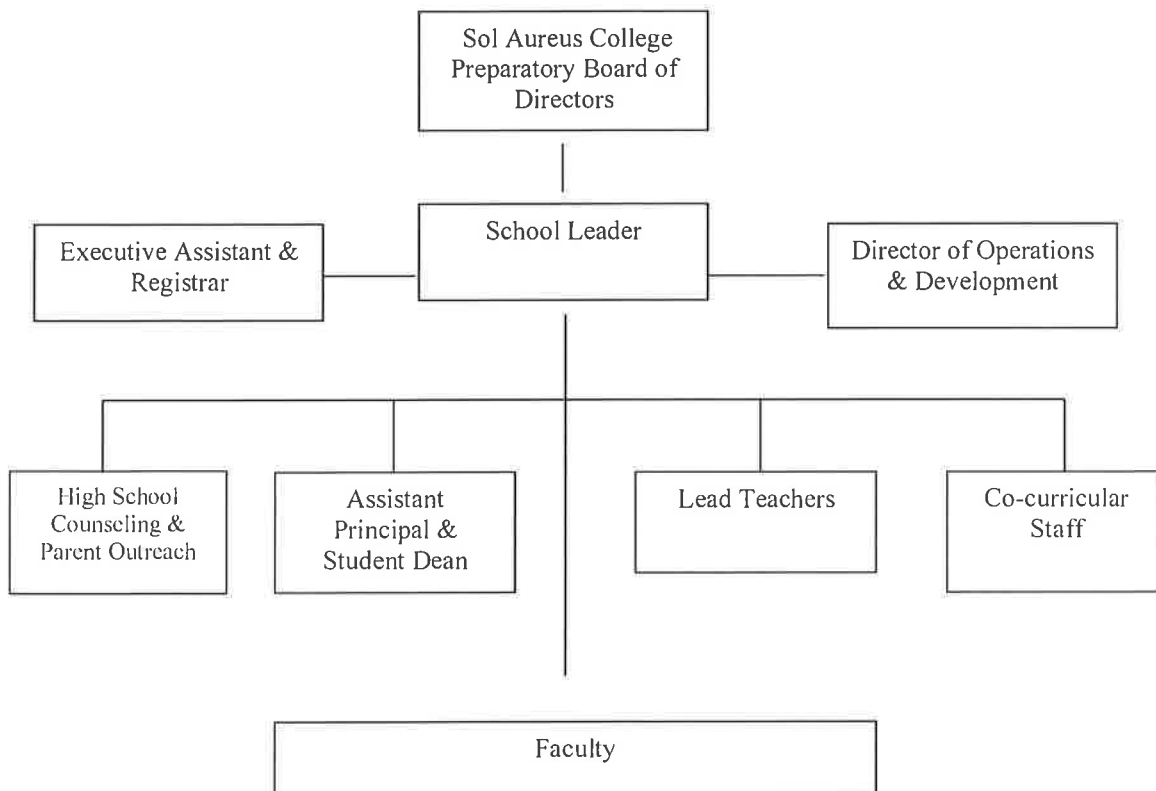 Sol Aureus College
Preparatory Board of
Directors
School Leader
Executive Assistant &
Registrar
Director of Operations
& Development
High School
Counseling &
Parent Outreach
Assistant
Principal &
Student Dean
Lead Teachers
Co-curricular
Staff
Faculty